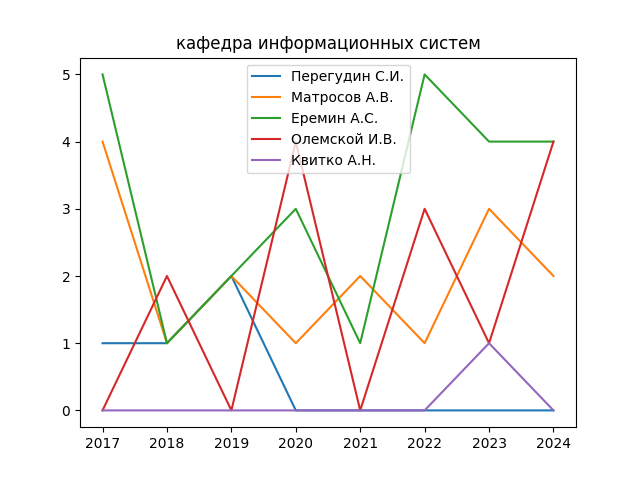 кафедра информационных систем
Перегудин С.И.
Матросов А.В.
Еремин А.С.
Олемской И.В.
Квитко А.Н.
5
4
3
2
1
0
2017 2018 2019 2020 2021 2022 2023 2024